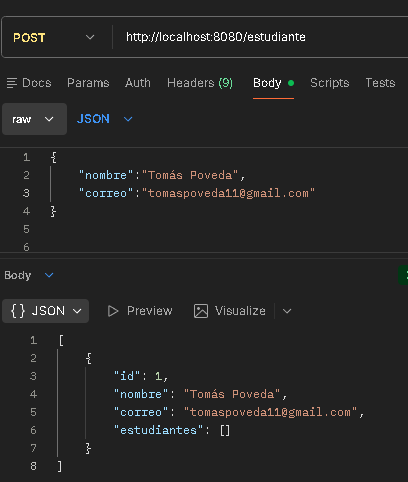 POST http://localhost:8080/estudiante
Docs Params Auth Headers (9) Body Scripts Tests
raw JSON
1 {
2 "nombre":"Tomás Poveda",
3 "correo":"tomaspoveda11@gmail.com"
4 }
5
6
Body
{} JSON Preview Visualize
1 [
2 {
3 "id": 1,
4 "nombre": "Tomás Poveda",
5 "correo": "tomaspoveda11@gmail.com",
6 "estudiantes": []
7 }
8 ]